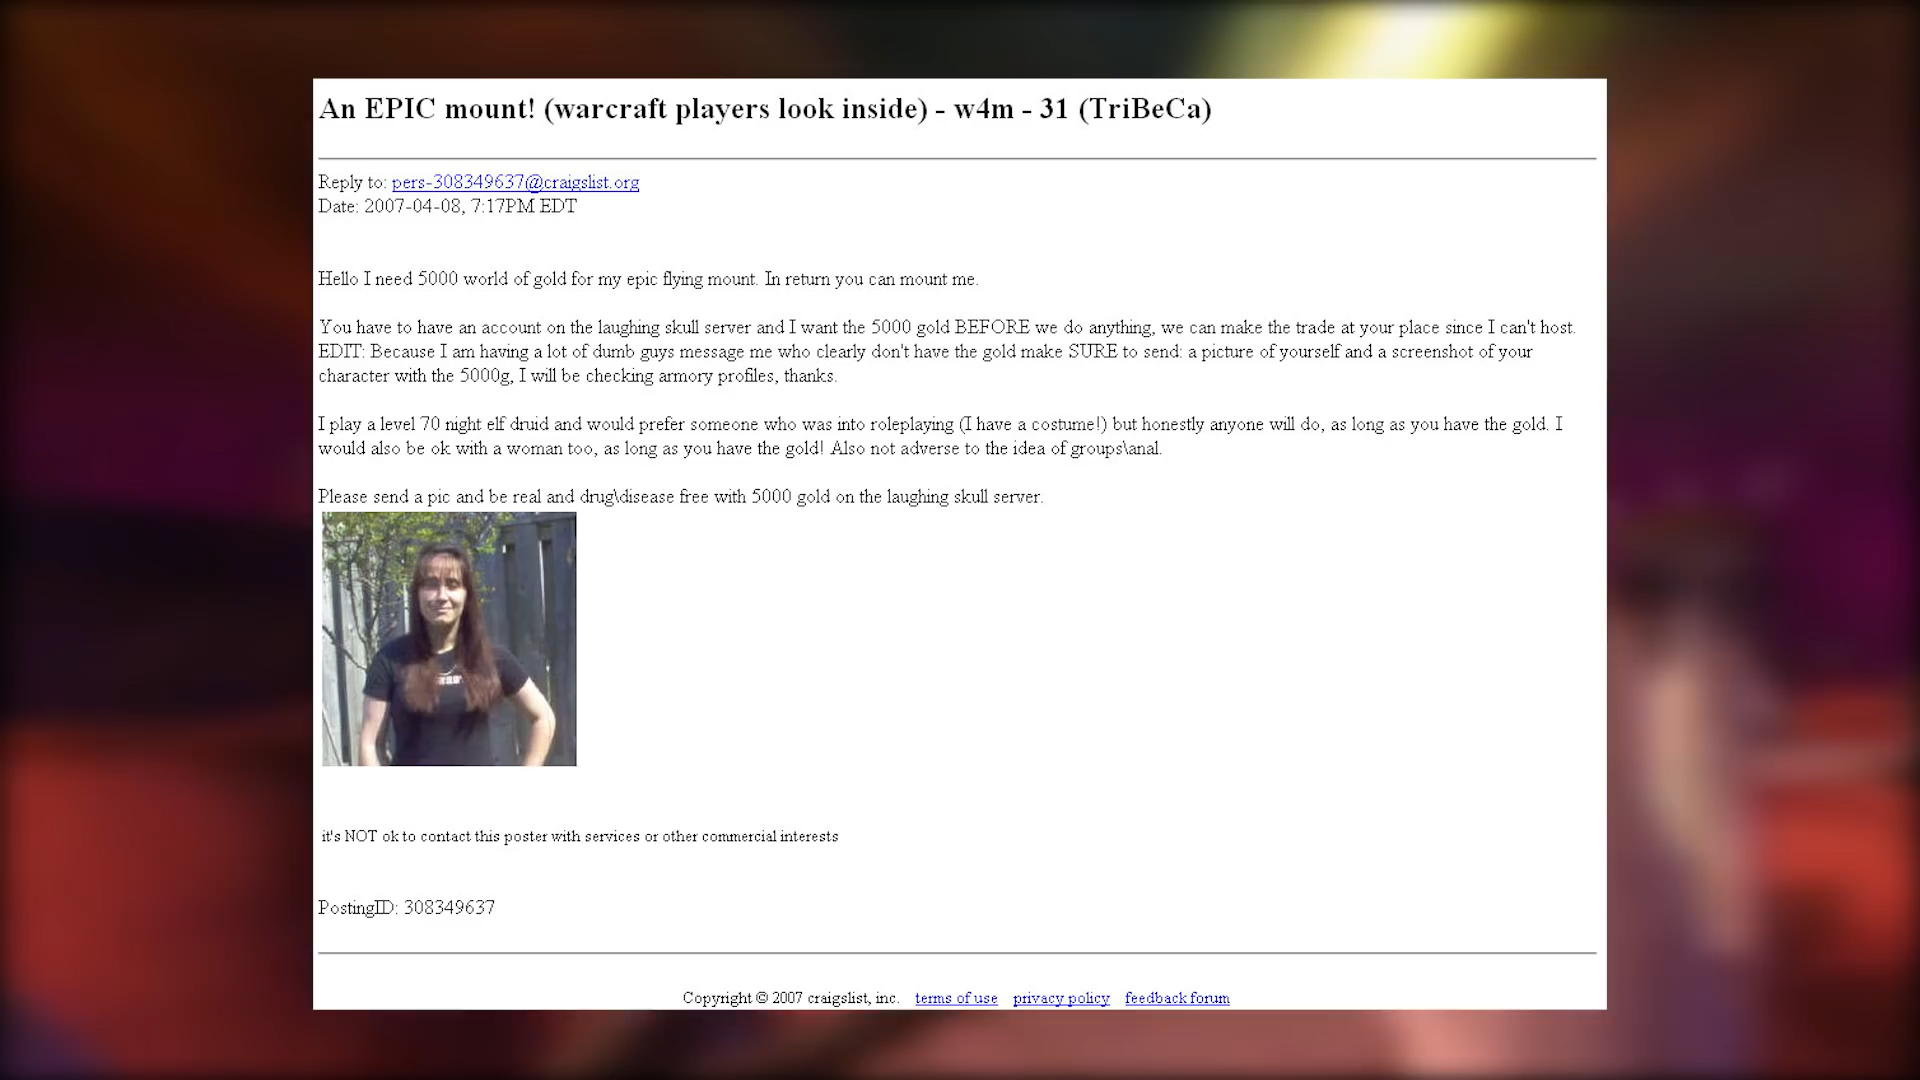 An EPIC mount! (warcraft players look inside) - w4m - 31 (TriBeCa)
Reply to: pers-308349637@craigslist.org
Date: 2007-04-08, 7:17PM EDT
Hello I need 5000 world of gold for my epic flying mount. In return you can mount me.
You have to have an account on the laughing skull server and I want the 5000 gold BEFORE we do anything, we can make the trade at your place since I can't host.
EDIT: Because I am having a lot of dumb guys message me who clearly don't have the gold make SURE to send: a picture of yourself and a screenshot of your
character with the 5000g, I will be checking armory profiles, thanks.
I play a level 70 night elf druid and would prefer someone who was into roleplaying (I have a costume!) but honestly anyone will do, as long as you have the gold. I
would also be ok with a woman too, as long as you have the gold! Also not adverse to the idea of groups\anal.
Please send a pic and be real and drug\disease free with 5000 gold on the laughing skull server.
it's NOT ok to contact this poster with services or other commercial interests
PostingID: 308349637
Copyright © 2007 craigslist, inc. terms of use privacy policy feedback forum